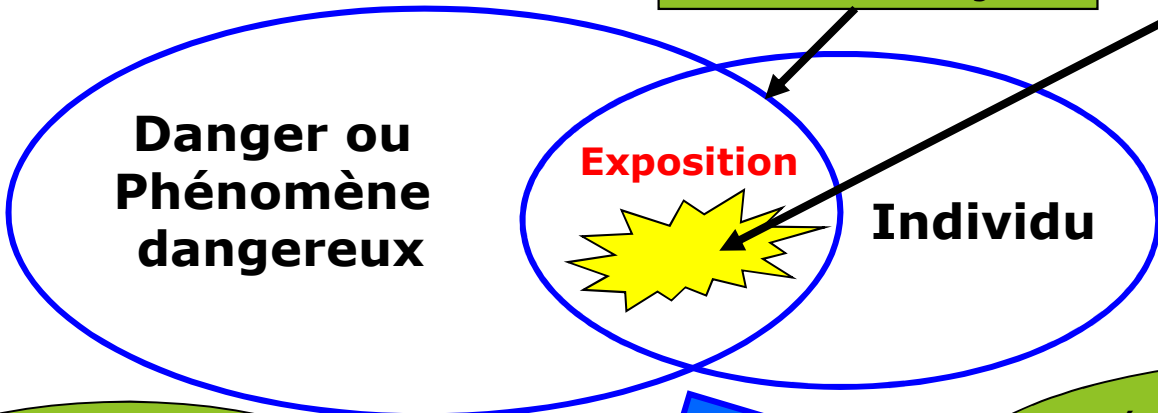 Danger ou
Phénomène
dangereux
Exposition
Individu